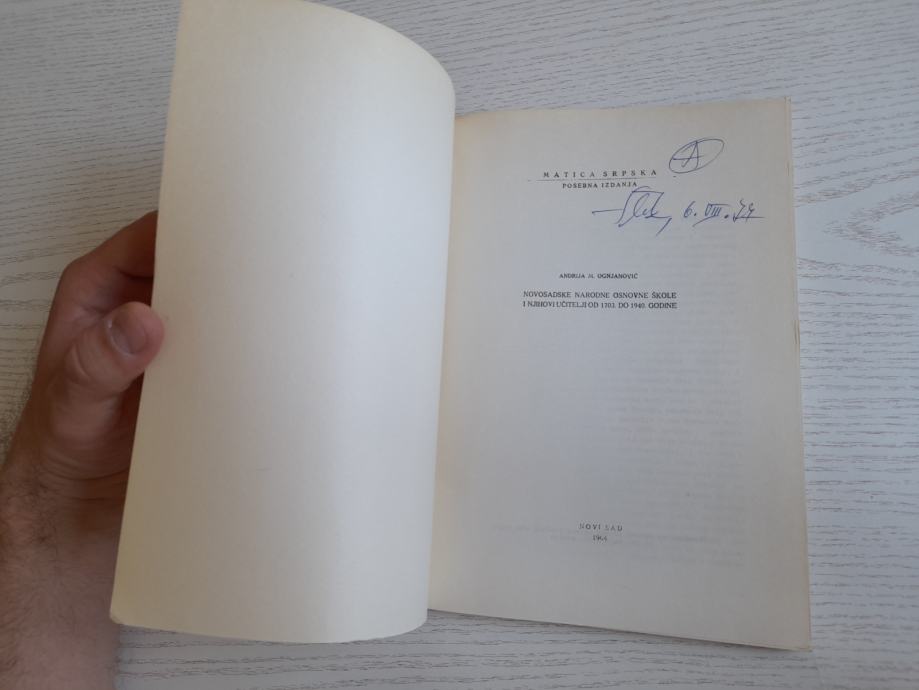 A
MATICA SRPSKA
POSEBNA IZDANJA
6. VIII.
ANDRIJA M. OGNJANOVIĆ
NOVOSADSKE NARODNE OSNOVNE ŠKOLE
I NJIHOVI UČITELJI OD 1703. DO 1940. GODINE
NOVI SAD
1964